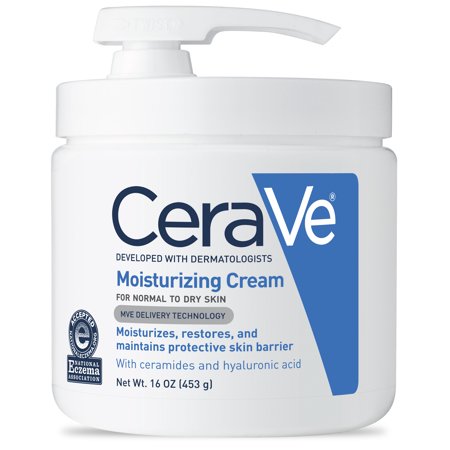 CeraVe®
DEVELOPED WITH DERMATOLOGISTS
Moisturizing Cream
FOR NORMAL TO DRY SKIN
MVE DELIVERY TECHNOLOGY
Moisturizes, restores, and
maintains protective skin barrier
With ceramides and hyaluronic acid
Net Wt. 16 OZ (453 g)
ACCEPTED
e
NATIONAL
Eczema
ASSOCIATION